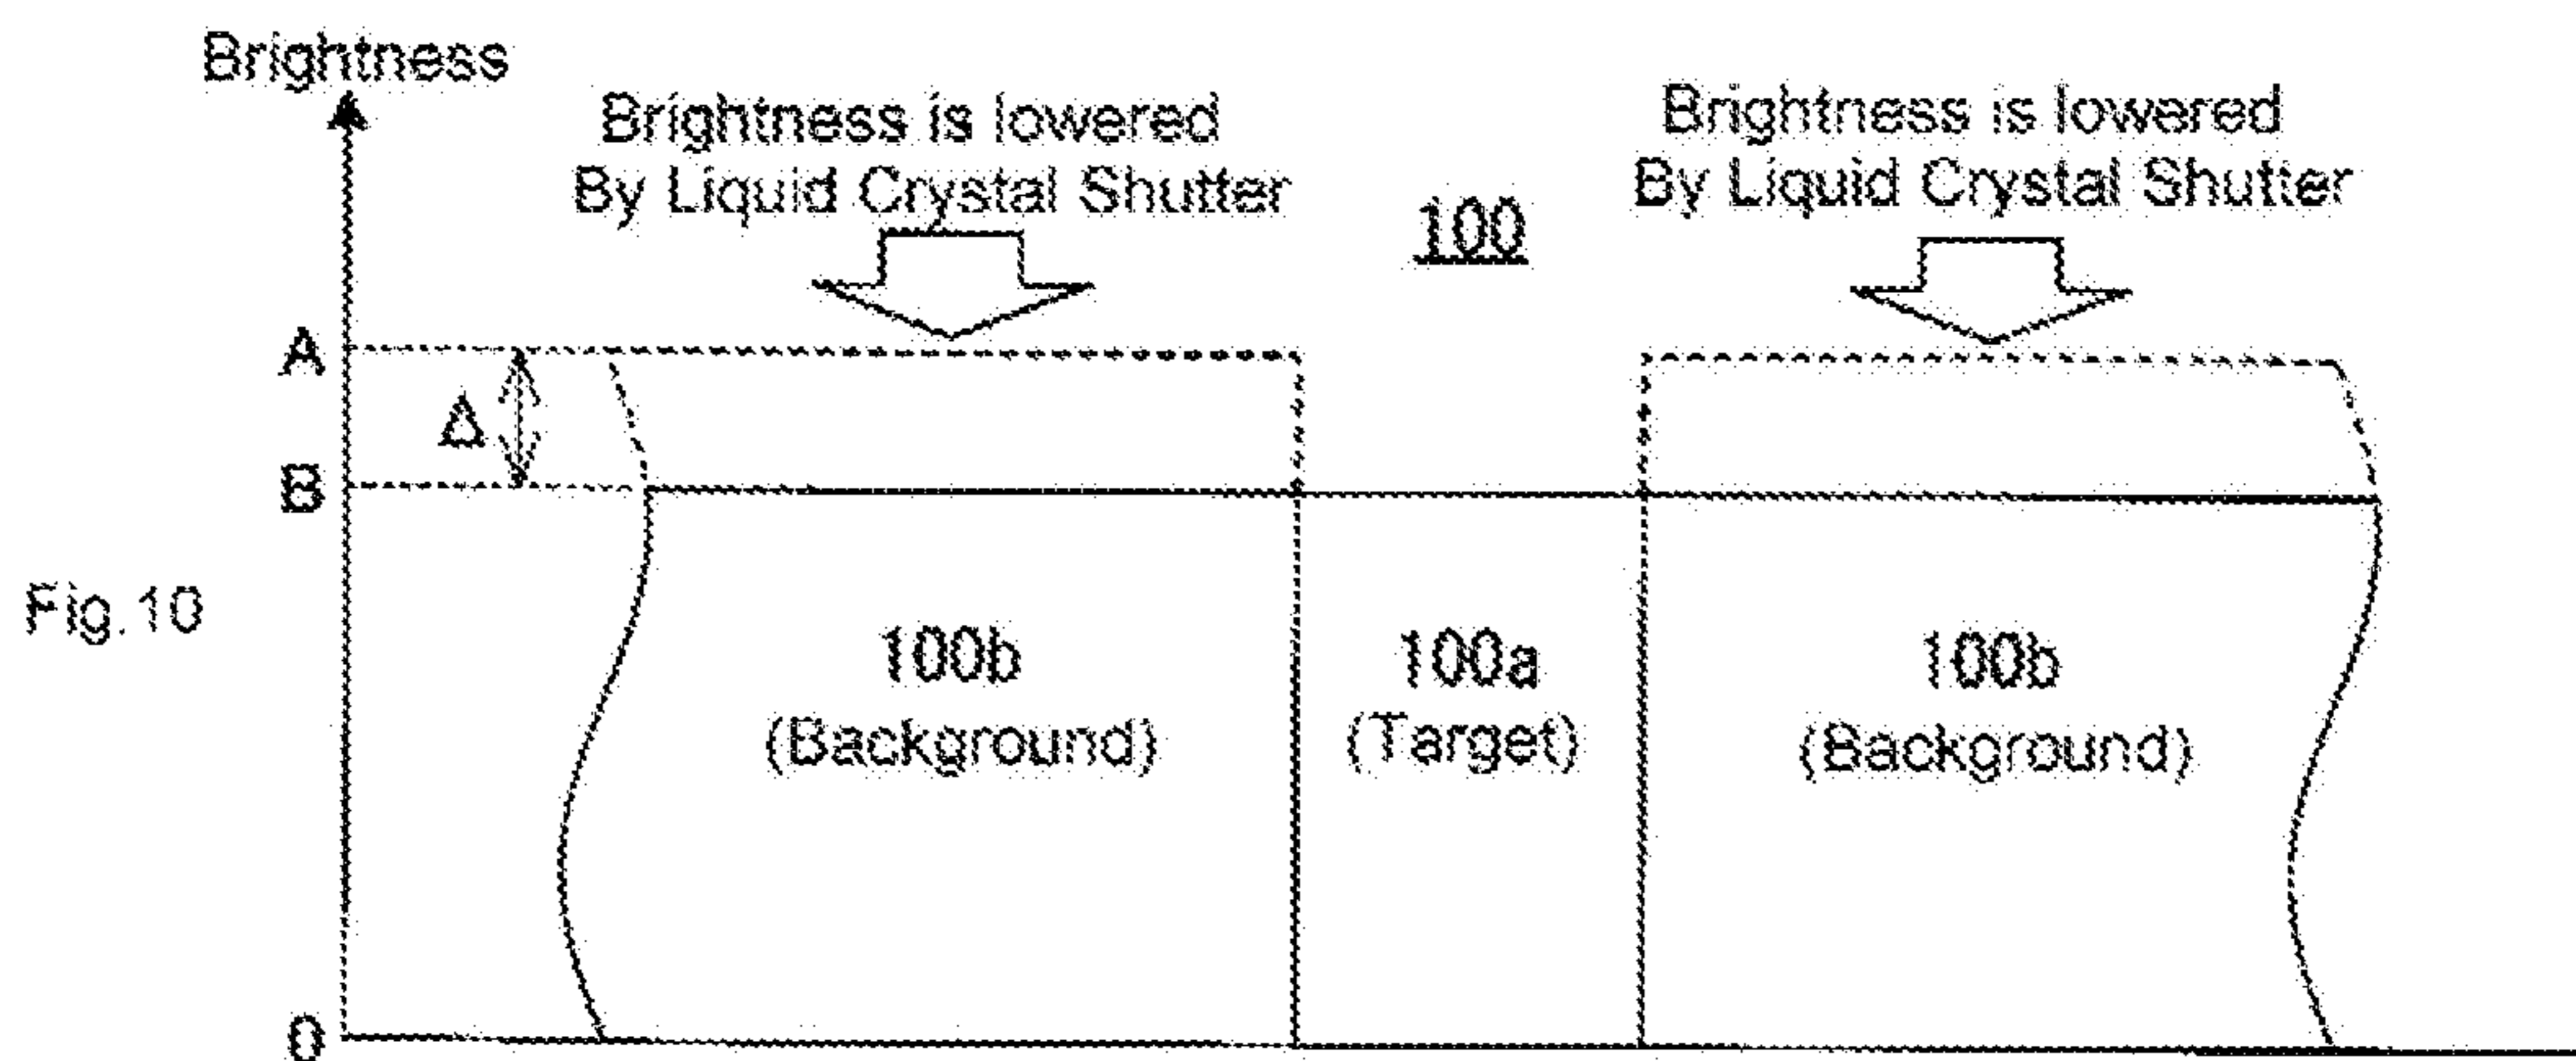 Brightness
Brightness is lowered
By Liquid Crystal Shutter
Brightness is lowered
By Liquid Crystal Shutter
100
A
Δ
B
Fig.10
100b
(Background)
100a
(Target)
100b
(Background)
0